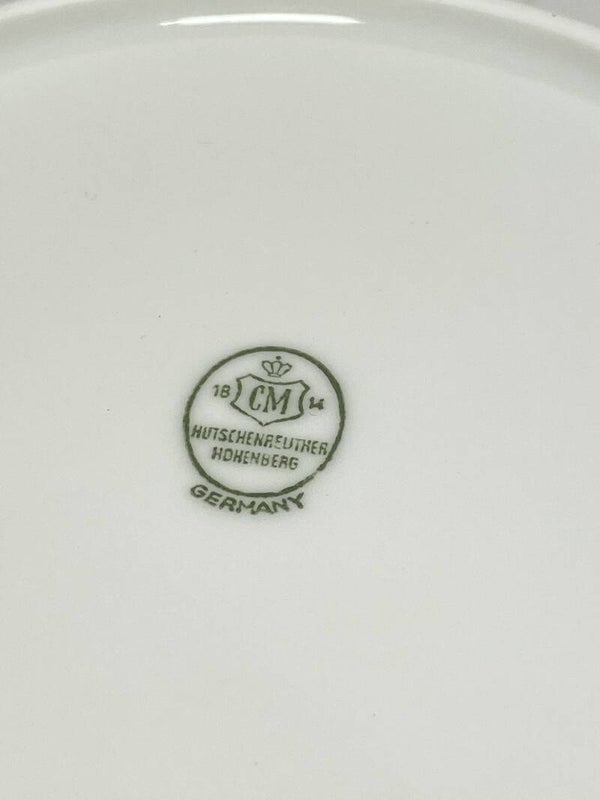 18 CM 14
HUTSCHENREUTHER
HOHENBERG
GERMANY